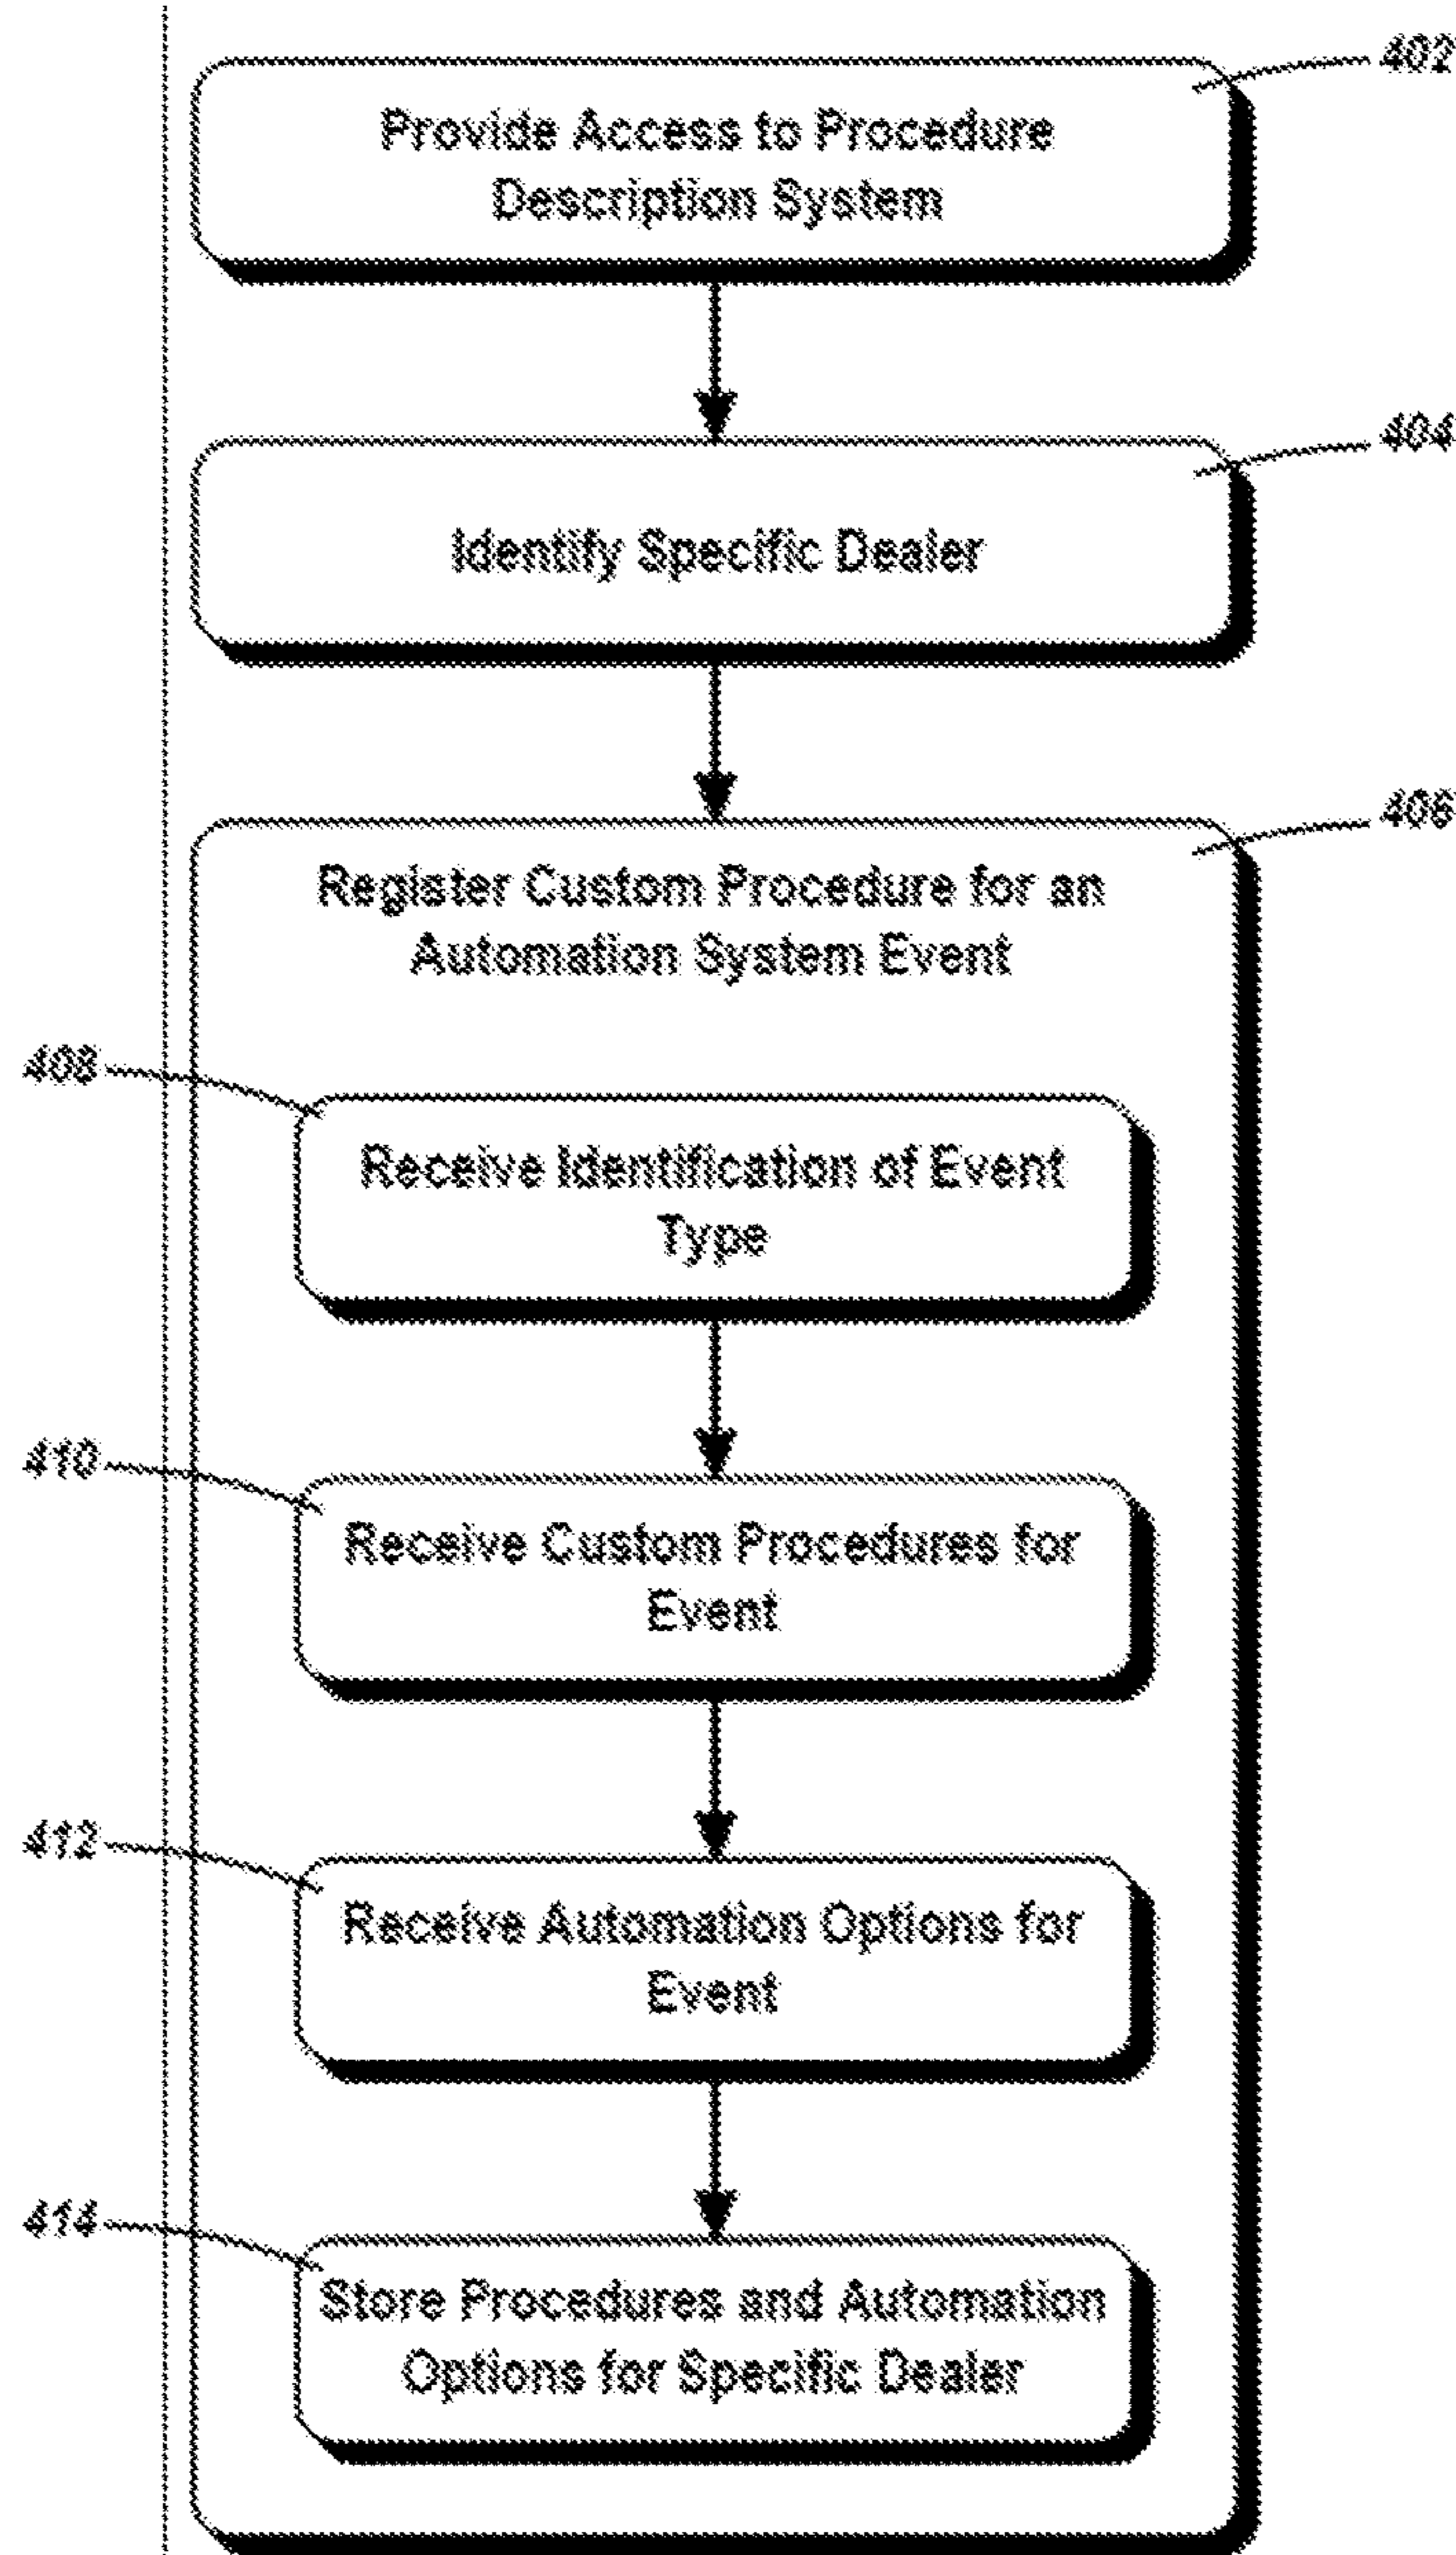 402
Provide Access to Procedure
Description System
404
Identify Specific Dealer
406
Register Custom Procedure for an
Automation System Event
408
Receive Identification of Event
Type
410
Receive Custom Procedures for
Event
412
Receive Automation Options for
Event
414
Store Procedures and Automation
Options for Specific Dealer